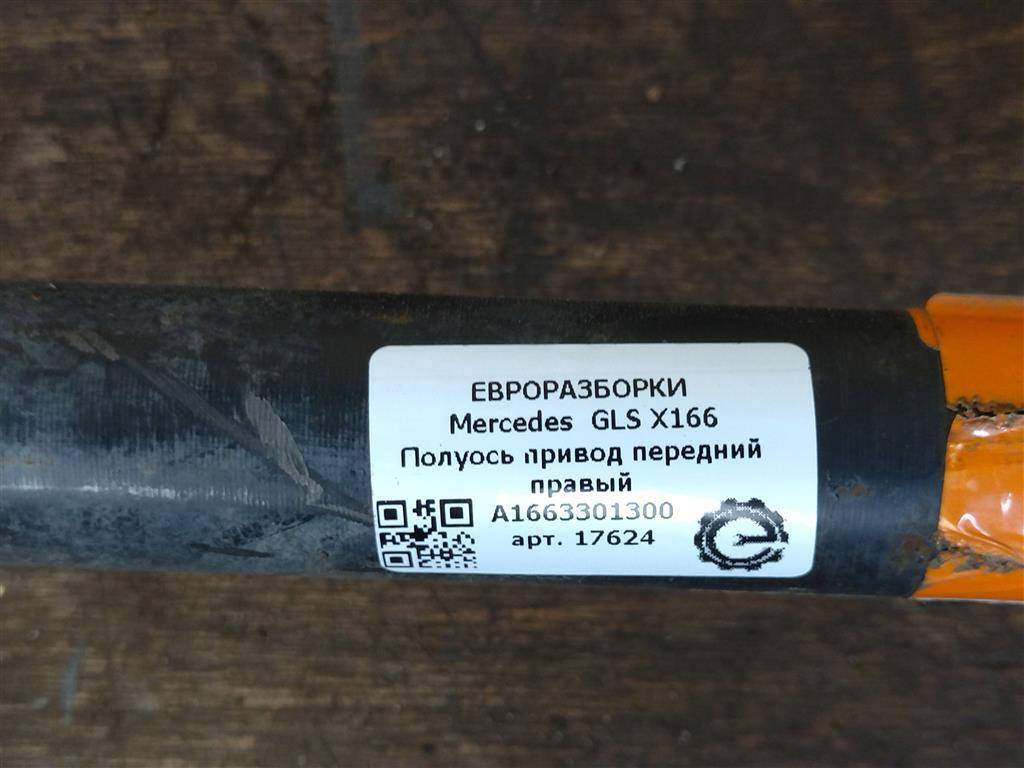 ЕВРОРАЗБОРКИ
Mercedes GLS X166
Полуось привод передний
правый
A1663301300
арт. 17624